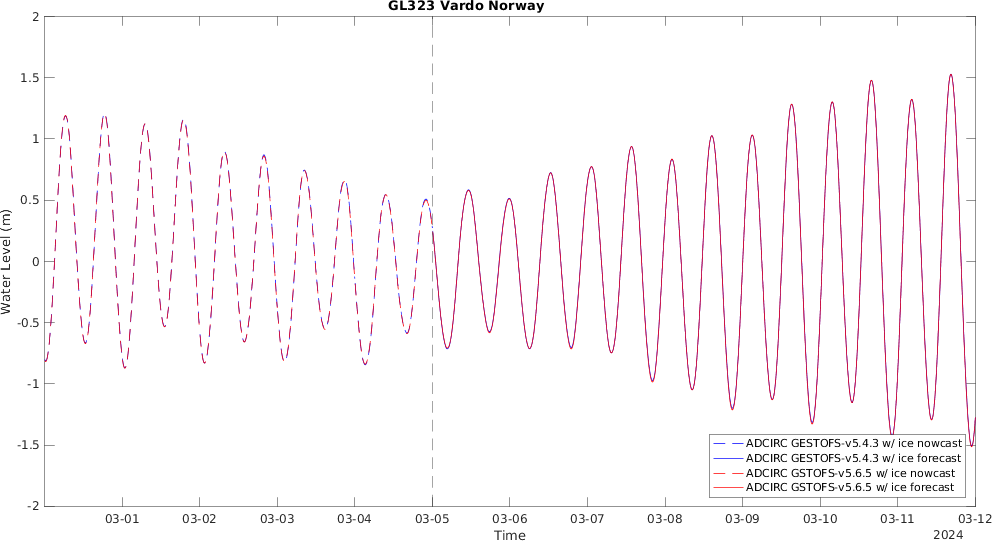 GL323 Vardo Norway
2
1.5
1
0.5
0
-0.5
-1
-1.5
-2
Water Level (m)
ADCIRC GESTOFS-v5.4.3 w/ ice nowcast
ADCIRC GESTOFS-v5.4.3 w/ ice forecast
ADCIRC GSTOFS-v5.6.5 w/ ice nowcast
ADCIRC GSTOFS-v5.6.5 w/ ice forecast
03-01 03-02 03-03 03-04 03-05 03-06 03-07 03-08 03-09 03-10 03-11 03-12
Time
2024